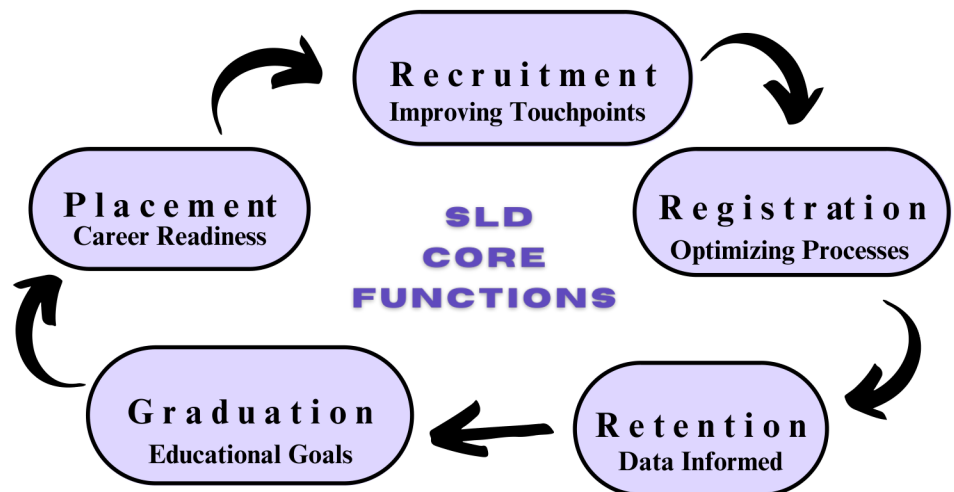 Recruitment
Improving Touchpoints
Registration
Optimizing Processes
Retention
Data Informed
Graduation
Educational Goals
Placement
Career Readiness
SLD
CORE
FUNCTIONS